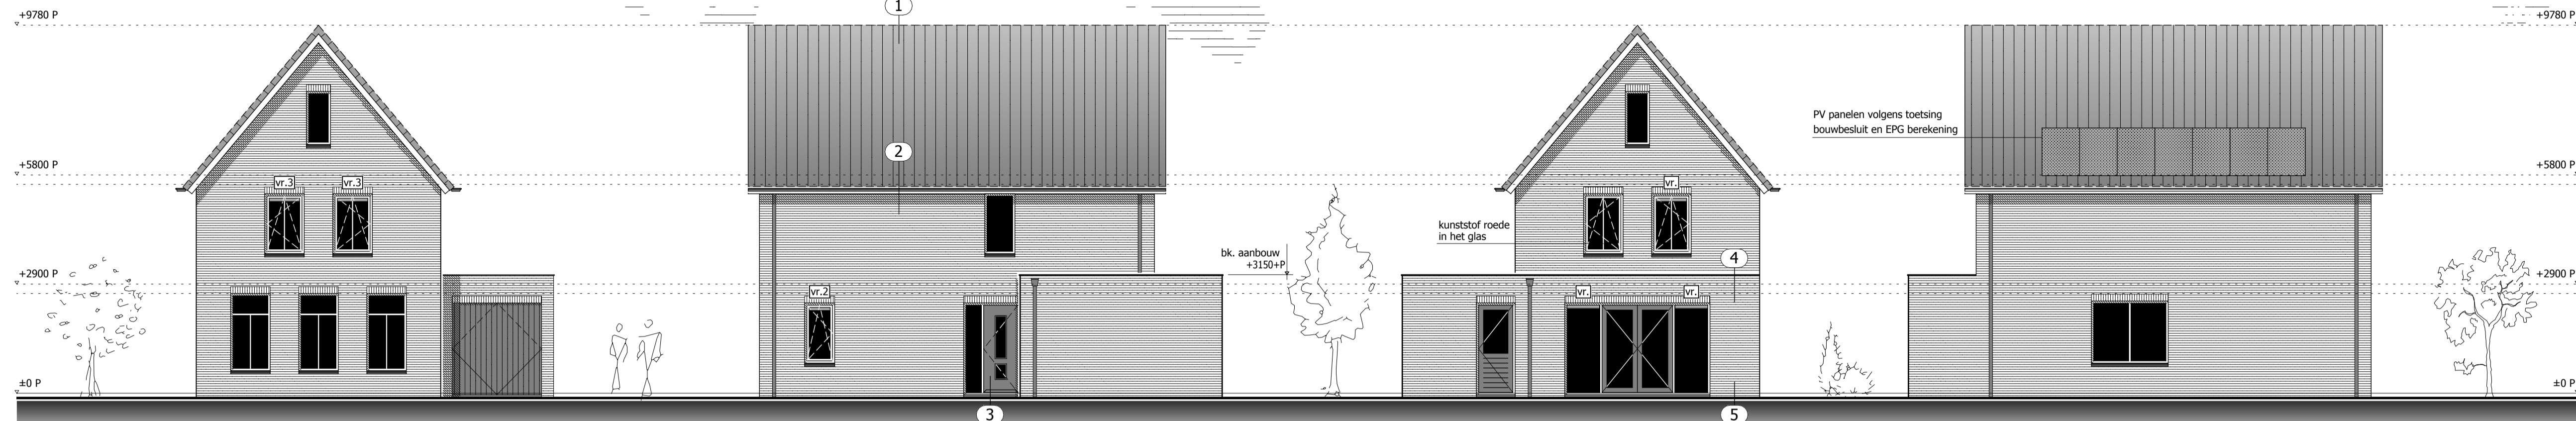 +9780 P
+5800 P
+2900 P
±0 P
vr.3
vr.3
1
2
vr.2
3
bk. aanbouw
+3150+P
kunststof roede
in het glas
vr.
vr.
vr.
4
5
PV panelen volgens toetsing
bouwbesluit en EPG berekening
+9780 P
+5800 P
+2900 P
±0 P